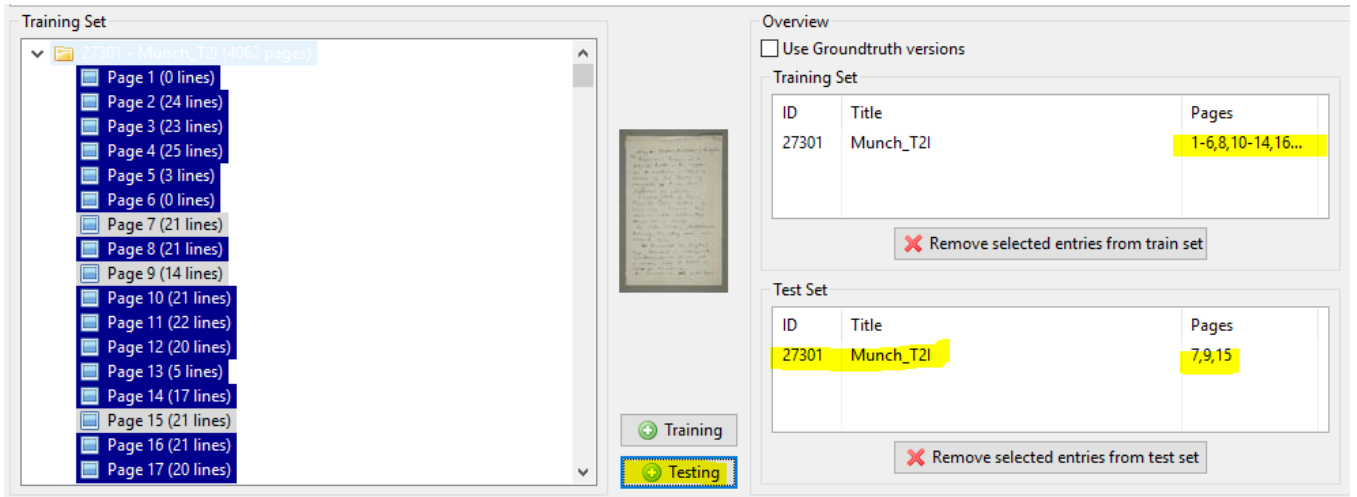 Training Set
27301 - Munch_T2I (4062 pages)
Page 1 (0 lines)
Page 2 (24 lines)
Page 3 (23 lines)
Page 4 (25 lines)
Page 5 (3 lines)
Page 6 (0 lines)
Page 7 (21 lines)
Page 8 (21 lines)
Page 9 (14 lines)
Page 10 (21 lines)
Page 11 (22 lines)
Page 12 (20 lines)
Page 13 (5 lines)
Page 14 (17 lines)
Page 15 (21 lines)
Page 16 (21 lines)
Page 17 (20 lines)
Training
Testing
Overview
Use Groundtruth versions
Training Set
ID Title Pages
27301 Munch_T2I 1-6,8,10-14,16...
Remove selected entries from train set
Test Set
ID Title Pages
27301 Munch_T2I 7,9,15
Remove selected entries from test set